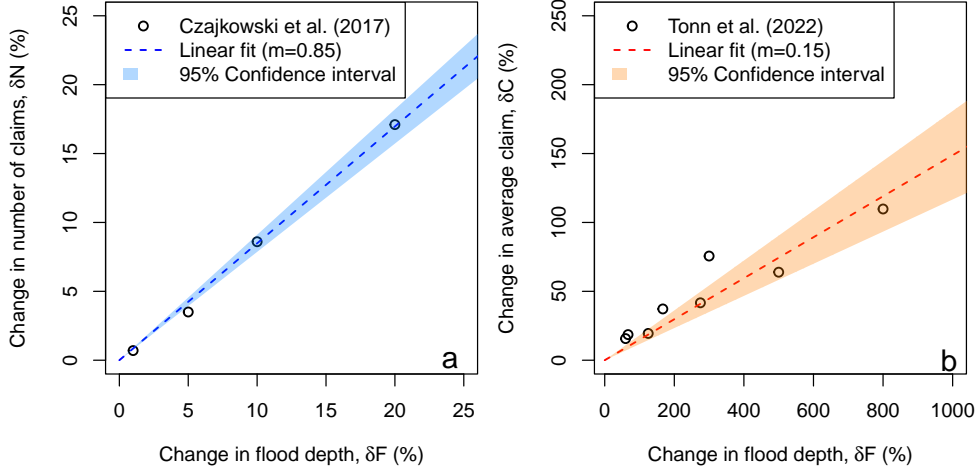 Czajkowski et al. (2017)
Linear fit (m=0.85)
95% Confidence interval
Change in number of claims, δN (%)
25
20
15
10
5
0
0 5 10 15 20 25
Change in flood depth, δF (%)
a
Tonn et al. (2022)
Linear fit (m=0.15)
95% Confidence interval
Change in average claim, δC (%)
250
200
150
100
50
0
0 200 400 600 800 1000
Change in flood depth, δF (%)
b